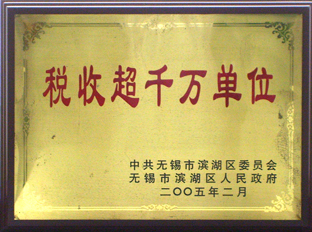 税收超千万单位
中共无锡市滨湖区委员会
无锡市滨湖区人民政府
二〇〇五年二月